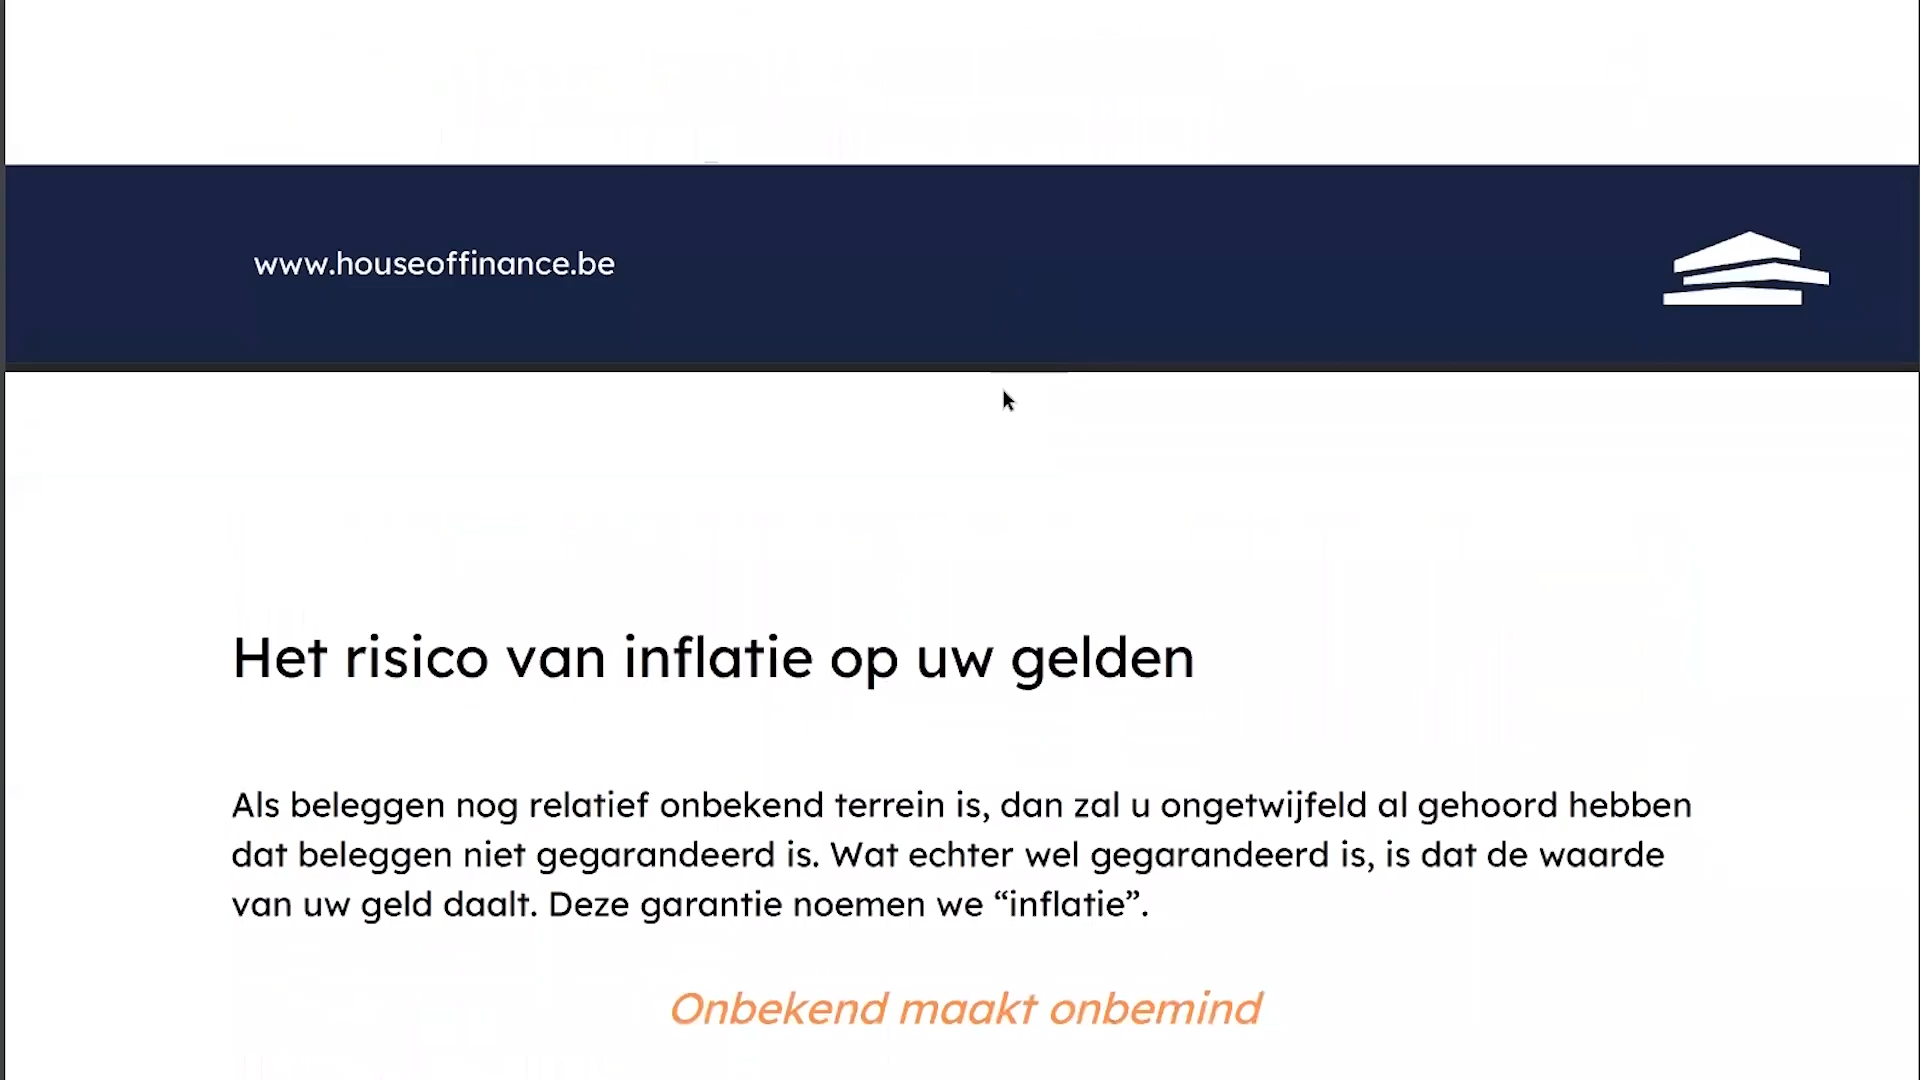 www.houseoffinance.be
Het risico van inflatie op uw gelden
Als beleggen nog relatief onbekend terrein is, dan zal u ongetwijfeld al gehoord hebben
dat beleggen niet gegarandeerd is. Wat echter wel gegarandeerd is, is dat de waarde
van uw geld daalt. Deze garantie noemen we “inflatie”.
Onbekend maakt onbemind